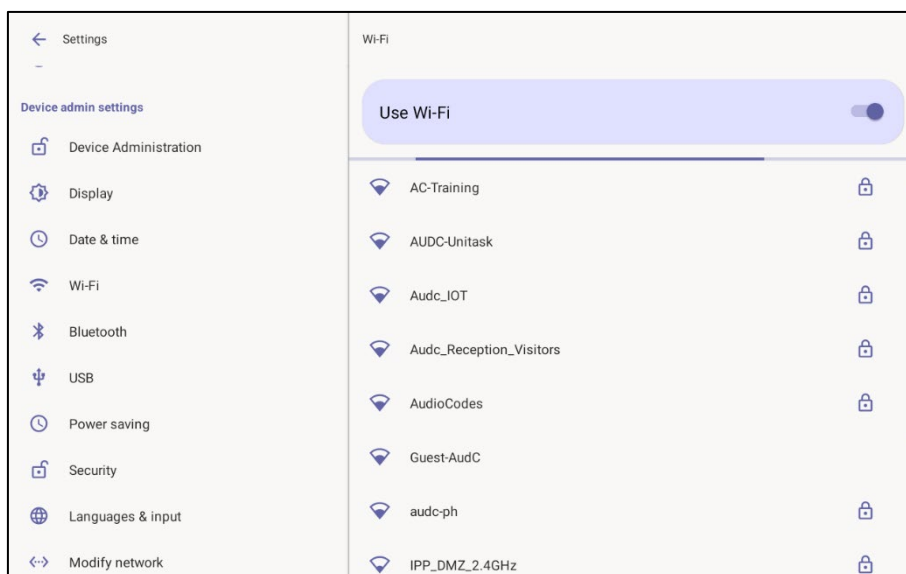 Settings
Device admin settings
Device Administration
Display
Date & time
Wi-Fi
Bluetooth
USB
Power saving
Security
Languages & input
Modify network
Wi-Fi
Use Wi-Fi
AC-Training
AUDC-Unitask
Audc_IOT
Audc_Reception_Visitors
AudioCodes
Guest-AudC
audc-ph
IPP_DMZ_2.4GHz